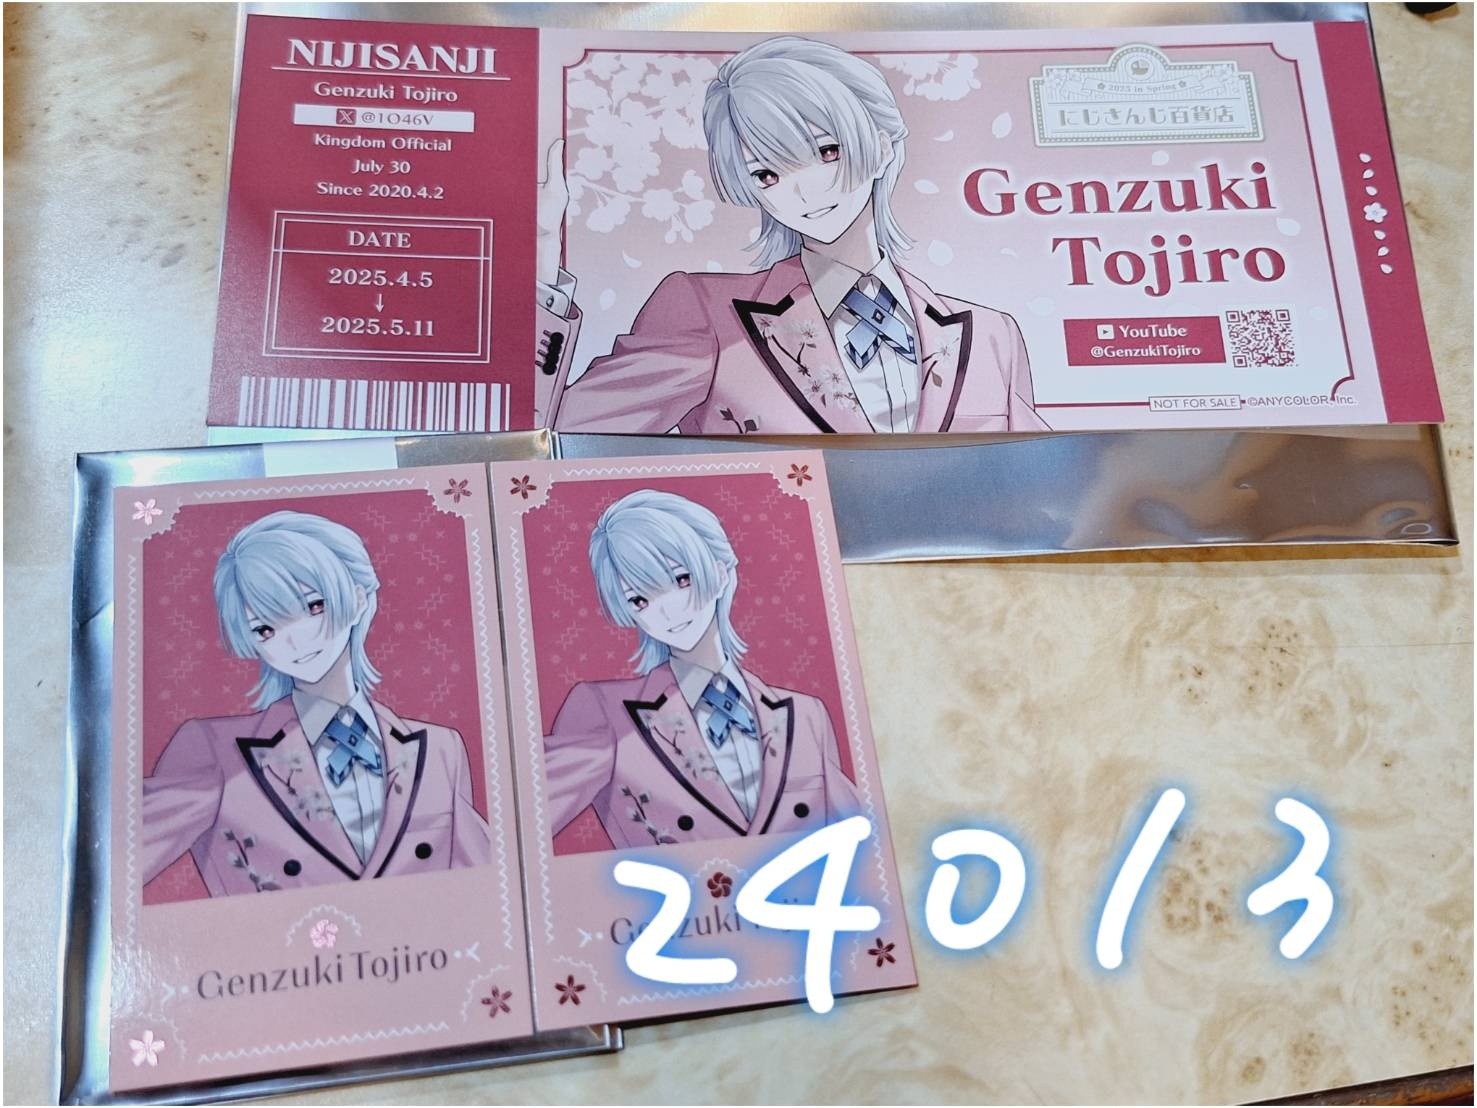 NIJISANJI
Genzuki Tojiro
X @1O46V
Kingdom Official
July 30
Since 2020.4.2
DATE
2025.4.5
↓
2025.5.11
2025 in Spring
にじさんじ百貨店
Genzuki
Tojiro
YouTube
@GenzukiTojiro
NOT FOR SALE ©ANYCOLOR, Inc.
Genzuki Tojiro
Genzuki
24013